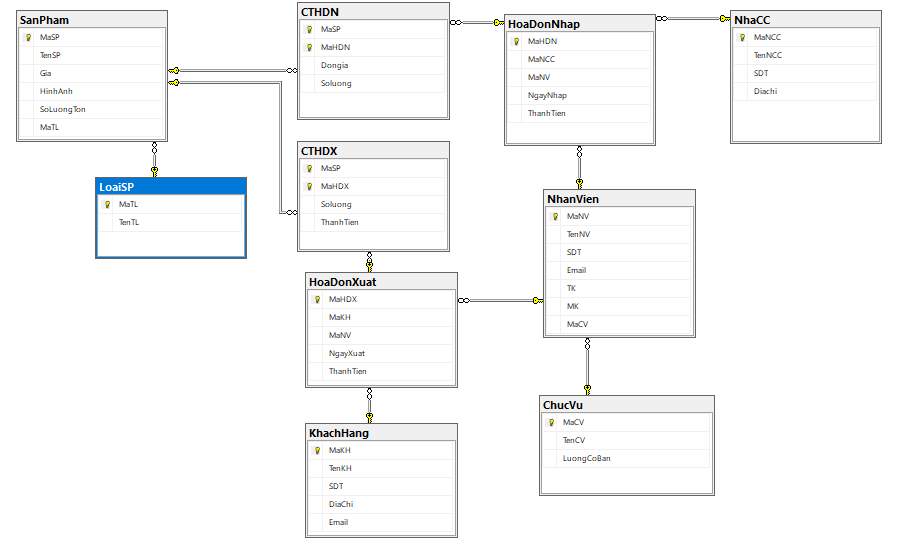 SanPham
MaSP
TenSP
Gia
HinhAnh
SoLuongTon
MaTL
LoaiSP
MaTL
TenTL
CTHDN
MaSP
MaHDN
Dongia
Soluong
CTHDX
MaSP
MaHDX
Soluong
ThanhTien
HoaDonXuat
MaHDX
MaKH
MaNV
NgayXuat
ThanhTien
KhachHang
MaKH
TenKH
SDT
DiaChi
Email
HoaDonNhap
MaHDN
MaNCC
MaNV
NgayNhap
ThanhTien
NhanVien
MaNV
TenNV
SDT
Email
TK
MK
MaCV
ChucVu
MaCV
TenCV
LuongCoBan
NhaCC
MaNCC
TenNCC
SDT
Diachi